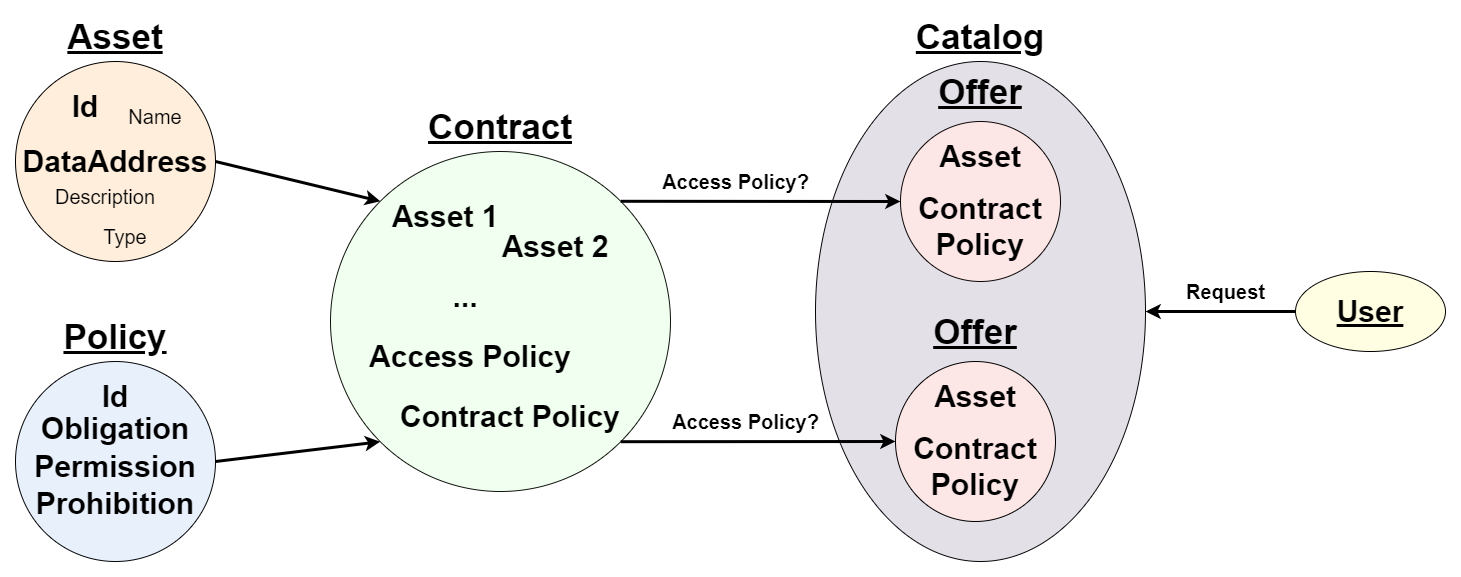 Asset
Id
Name
DataAddress
Description
Type
Policy
Id
Obligation
Permission
Prohibition
Contract
Asset 1
Asset 2
...
Access Policy
Contract Policy
Access Policy?
Access Policy?
Catalog
Offer
Asset
Contract
Policy
Offer
Asset
Contract
Policy
Request
User